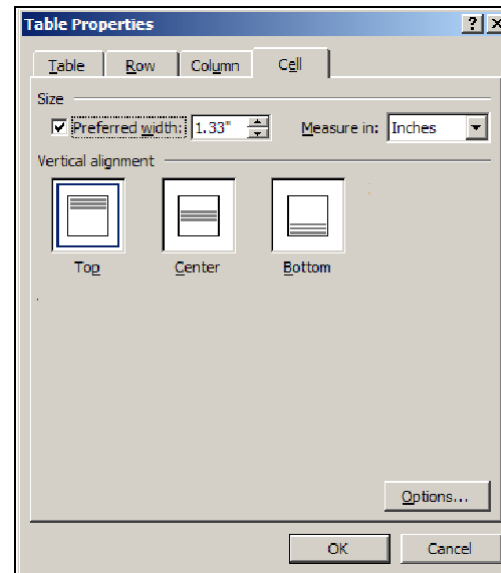 Table Properties
Table Row Column Cell
Size
Preferred width: 1.33" Measure in: Inches
Vertical alignment
Top Center Bottom
Options...
OK Cancel